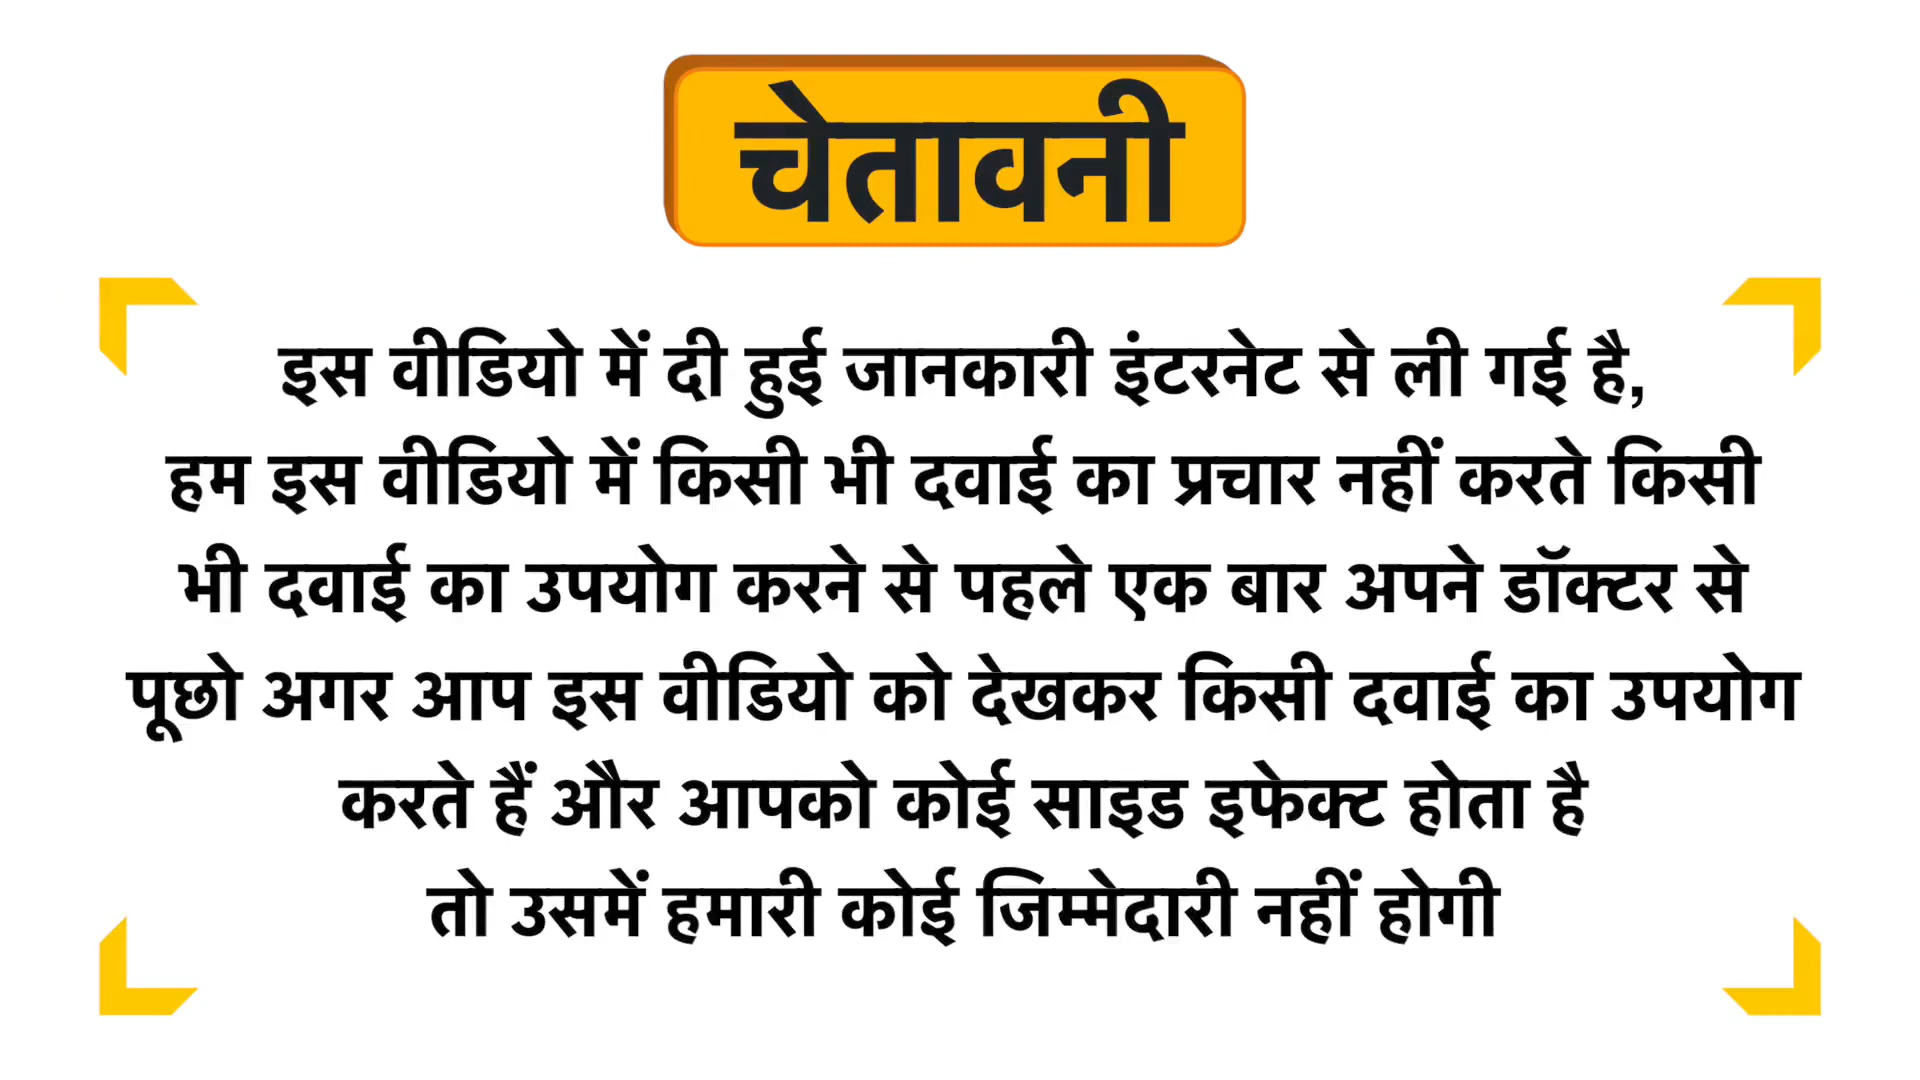 चेतावनी
इस वीडियो में दी हुई जानकारी इंटरनेट से ली गई है,
हम इस वीडियो में किसी भी दवाई का प्रचार नहीं करते किसी
भी दवाई का उपयोग करने से पहले एक बार अपने डॉक्टर से
पूछो अगर आप इस वीडियो को देखकर किसी दवाई का उपयोग
करते हैं और आपको कोई साइड इफेक्ट होता है
तो उसमें हमारी कोई जिम्मेदारी नहीं होगी